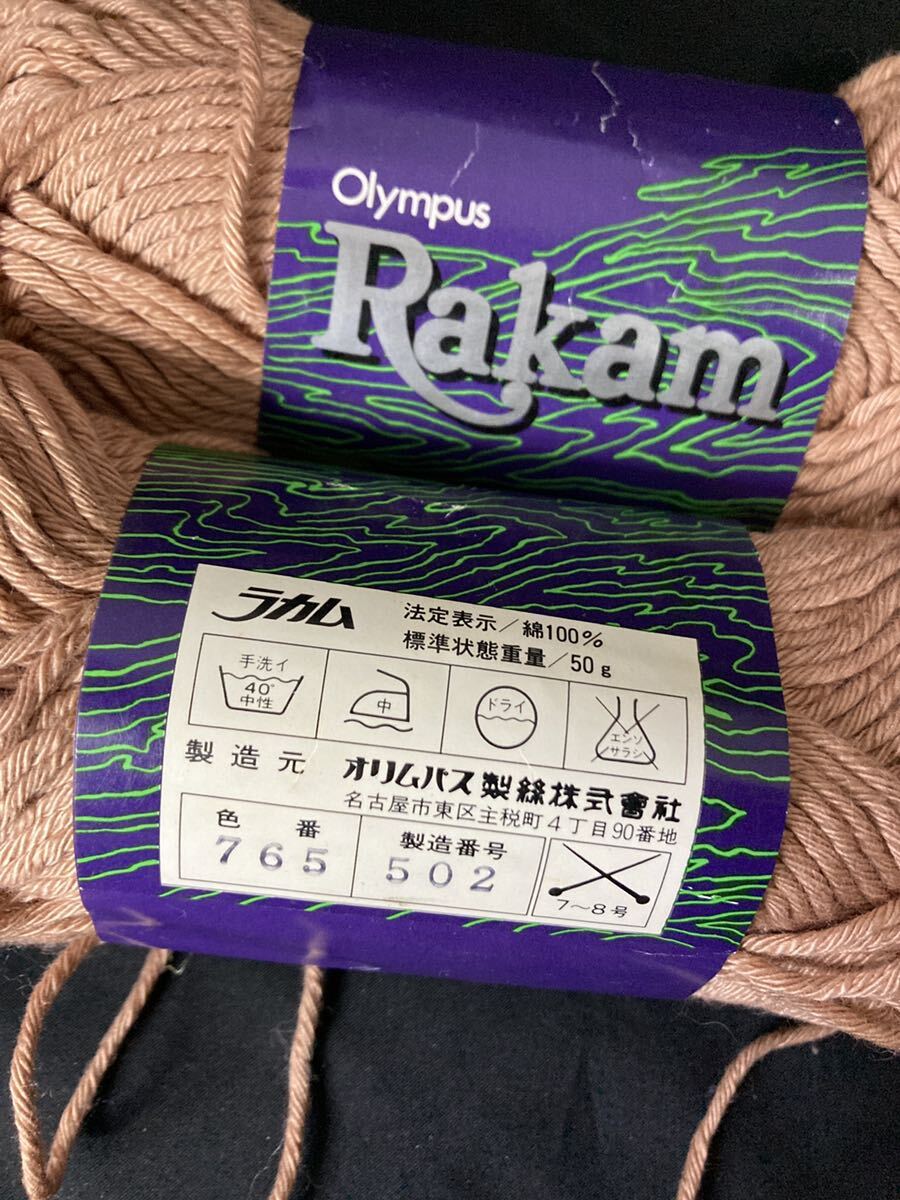 Olympus
Rakam
ラカム
法定表示/綿100%
標準状態重量/50g
手洗イ
40°
中性
中
ドライ
エンソ
サラシ
製造元 オリムパス製絲株式會社
名古屋市東区主税町4丁目90番地
色番
765
製造番号
502
7~8号